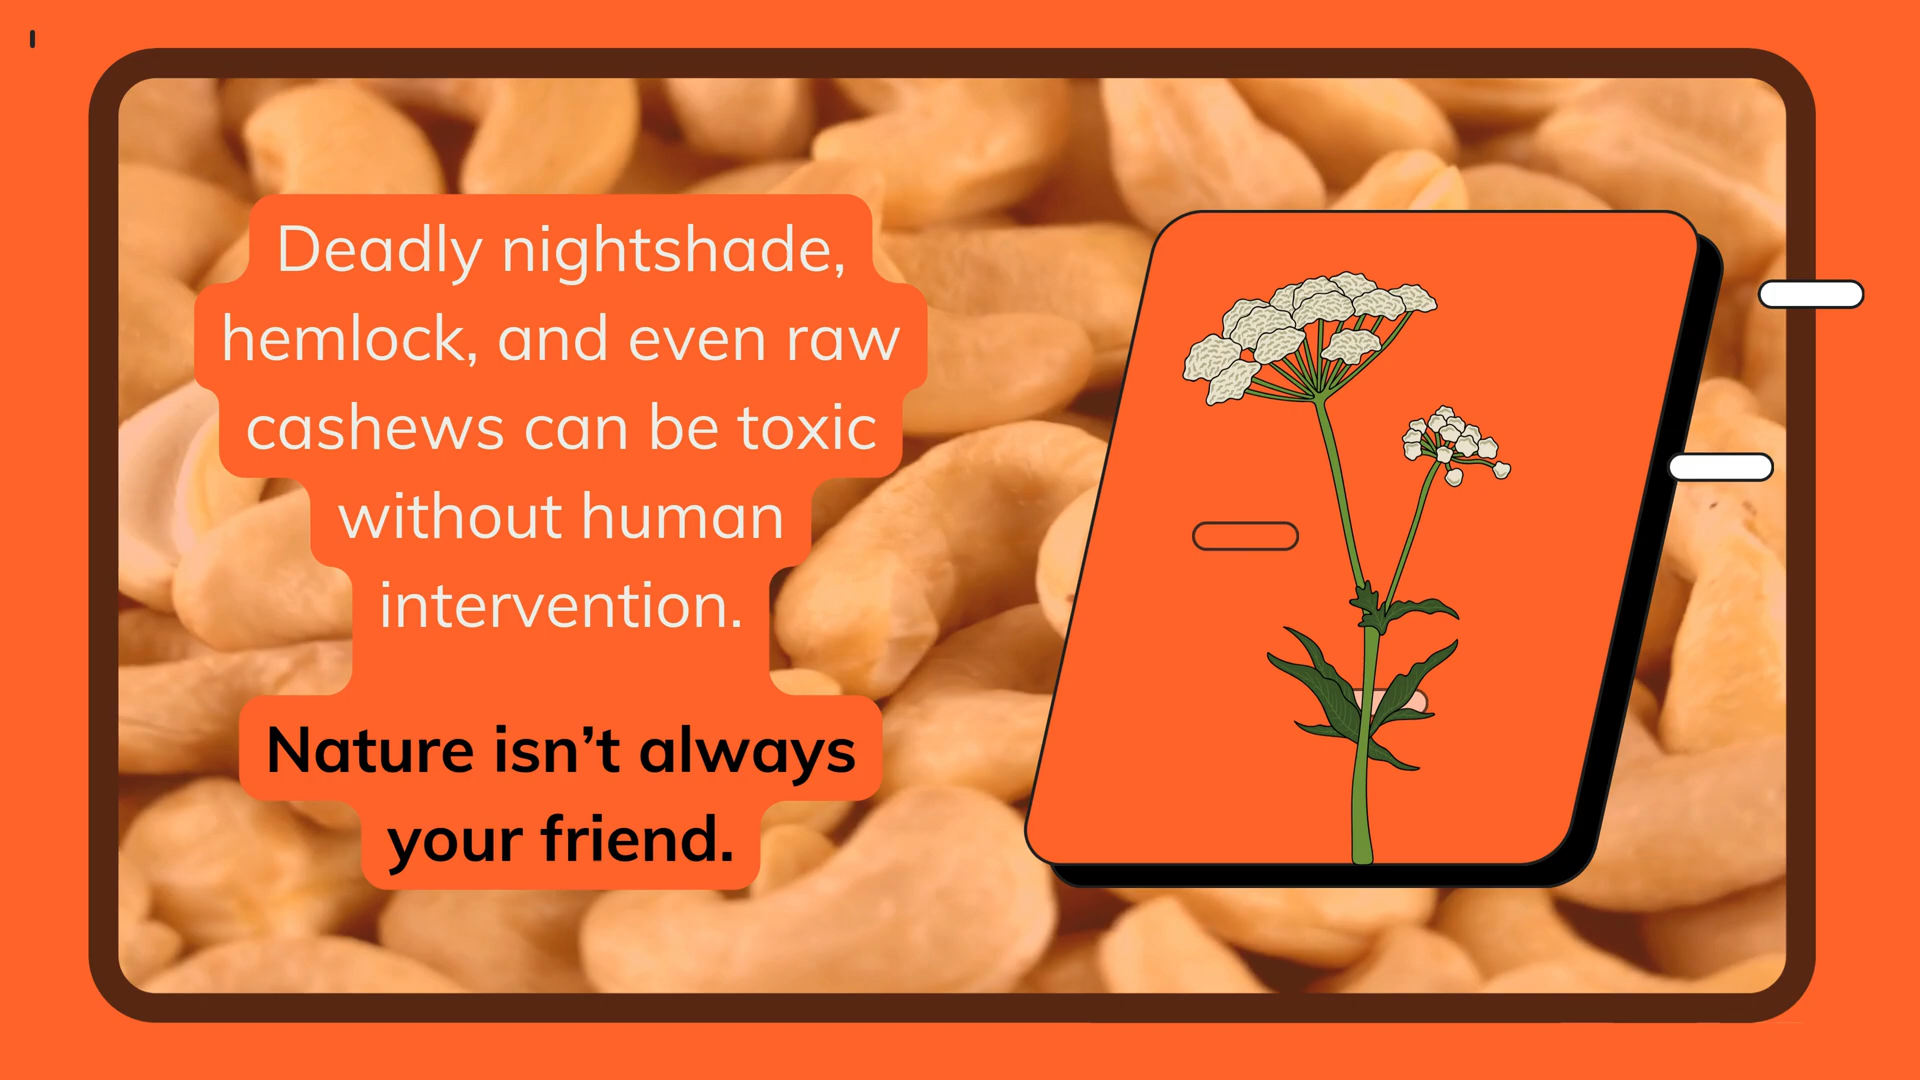 Deadly nightshade,
hemlock, and even raw
cashews can be toxic
without human
intervention.
Nature isn’t always
your friend.